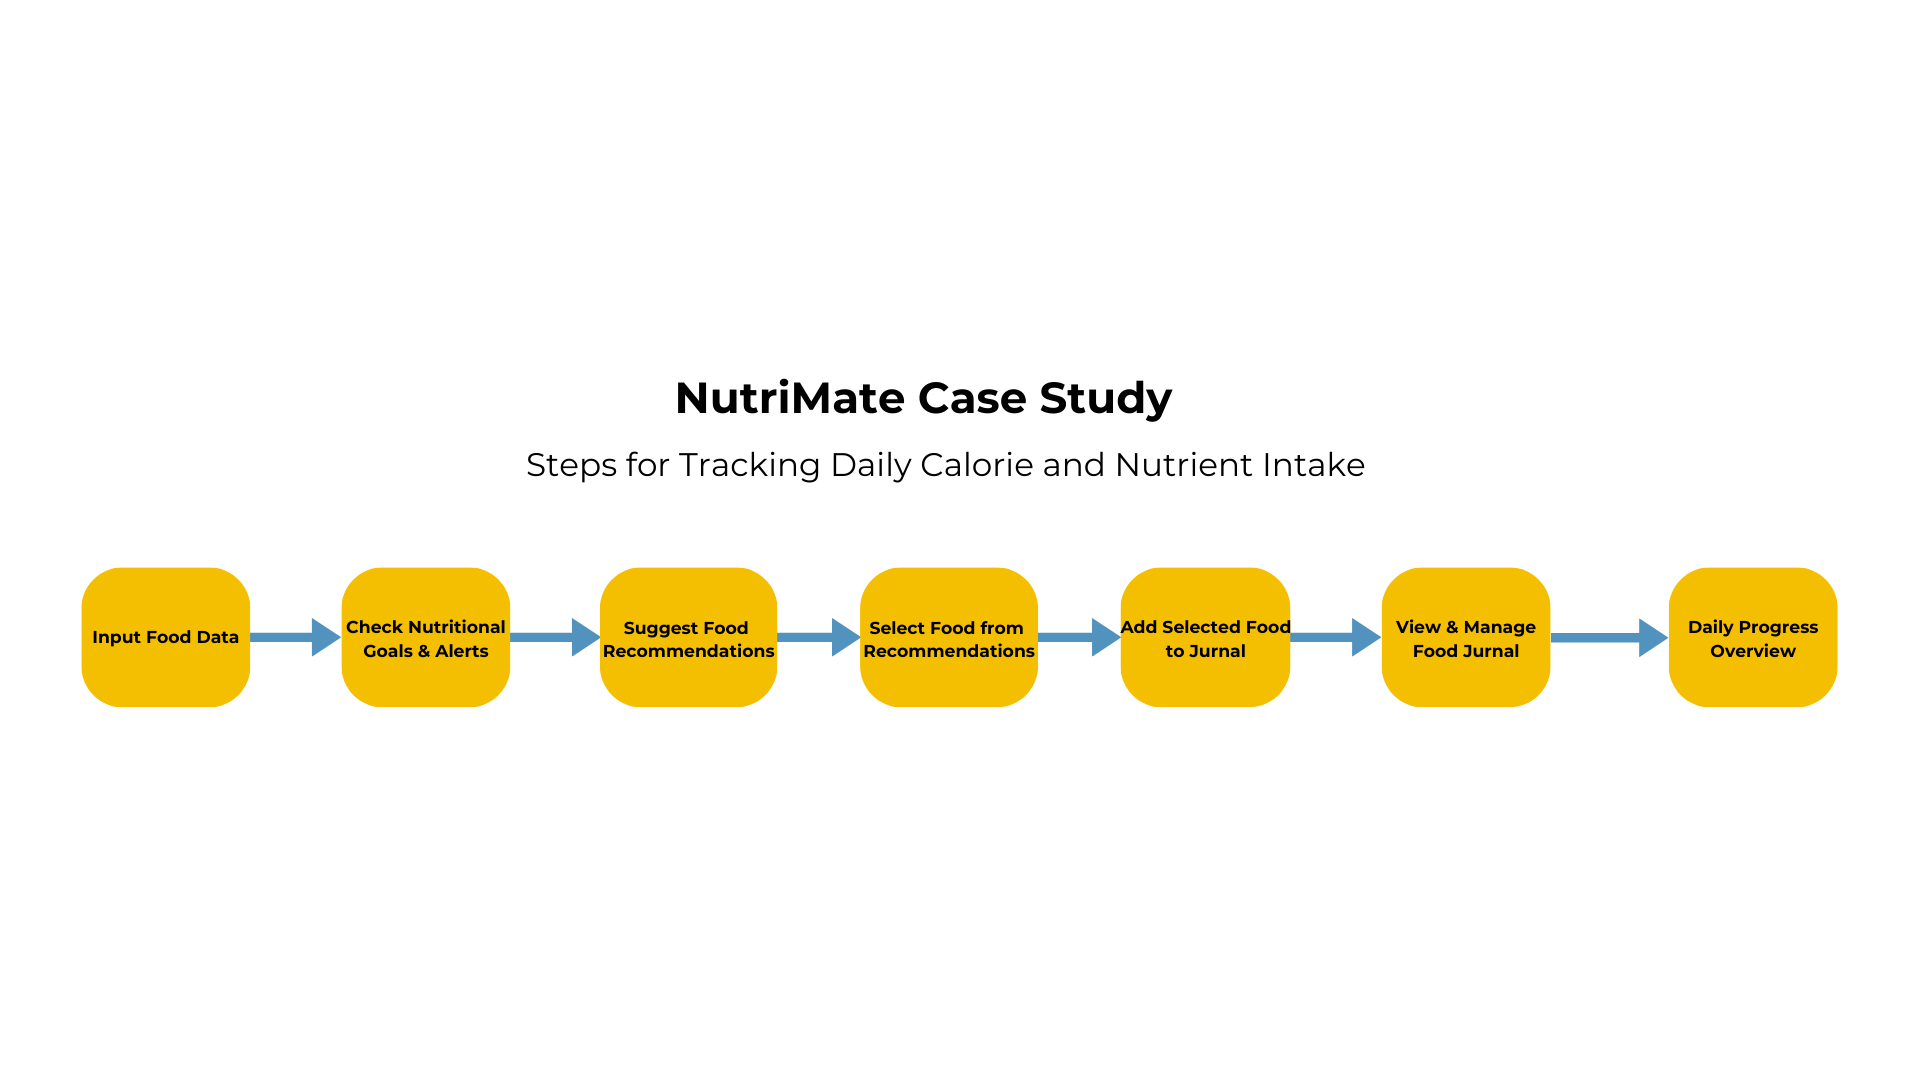 NutriMate Case Study
Steps for Tracking Daily Calorie and Nutrient Intake
Input Food Data
Check Nutritional
Goals & Alerts
Suggest Food
Recommendations
Select Food from
Recommendations
Add Selected Food
to Jurnal
View & Manage
Food Jurnal
Daily Progress
Overview